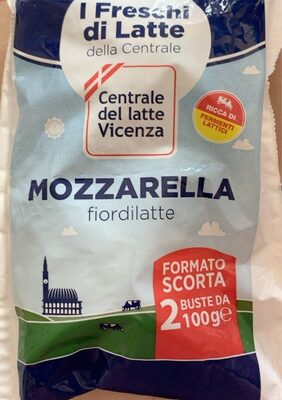 I Freschi
di Latte
della Centrale
Centrale
del latte
Vicenza
RICCA DI
FERMENTI
LATTICI
MOZZARELLA
fiordilatte
FORMATO
SCORTA
2 BUSTE DA
100g℮